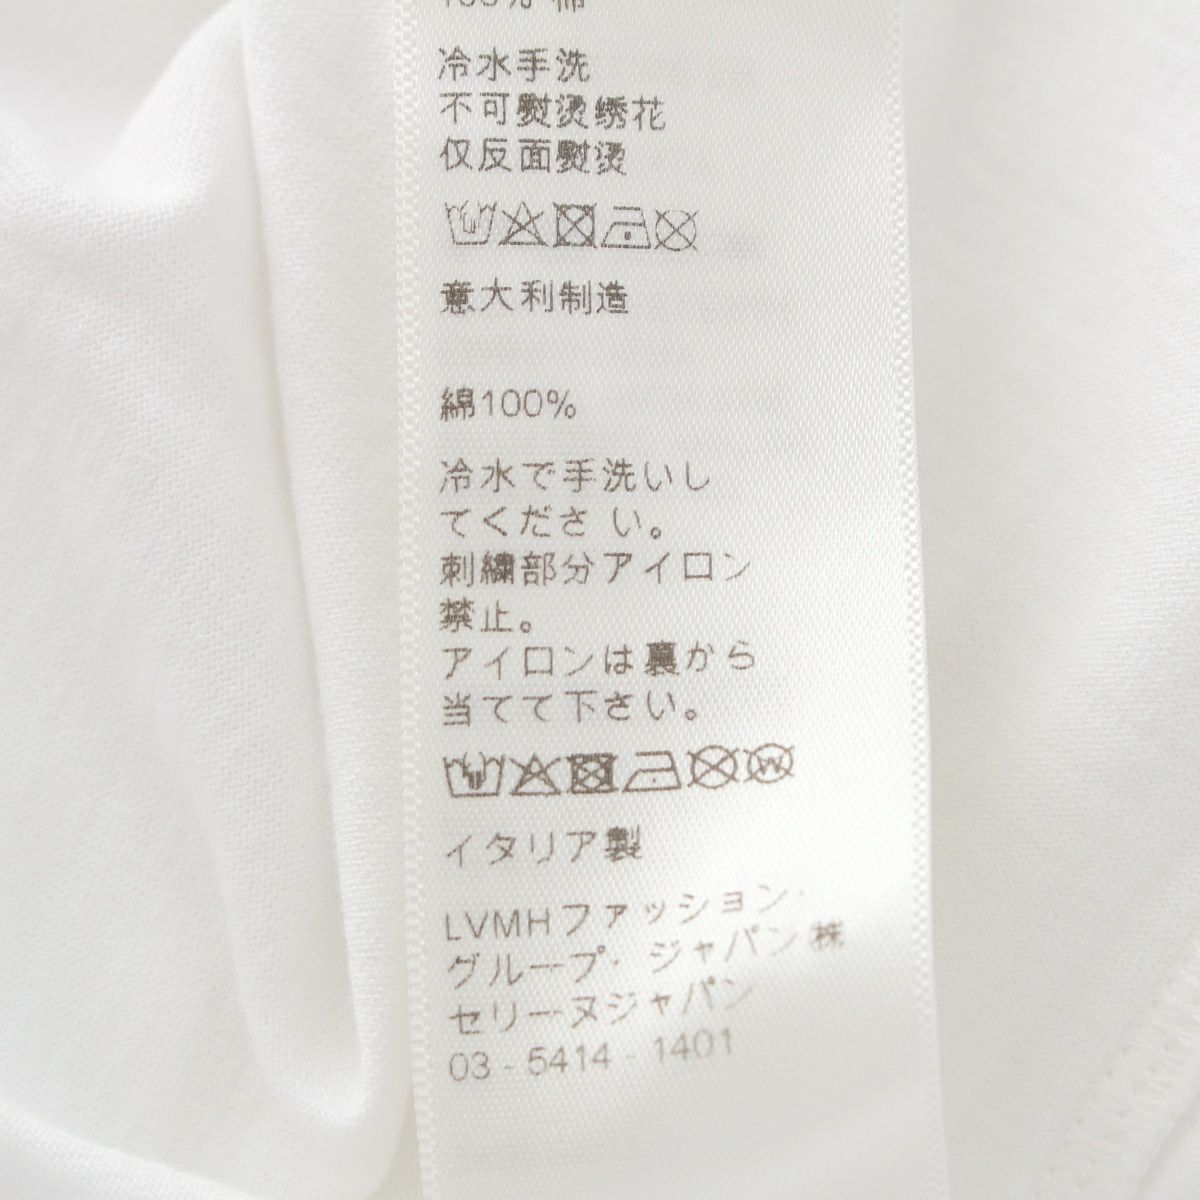 100% 棉
冷水手洗
不可熨烫绣花
仅反面熨烫
意大利制造
綿100%
冷水で手洗いし
てください。
刺繍部分アイロン
禁止。
アイロンは裏から
当てて下さい。
W
イタリア製
LVMHファッション・
グループ・ジャパン株
セリーヌジャパン
03 - 5414 - 1401